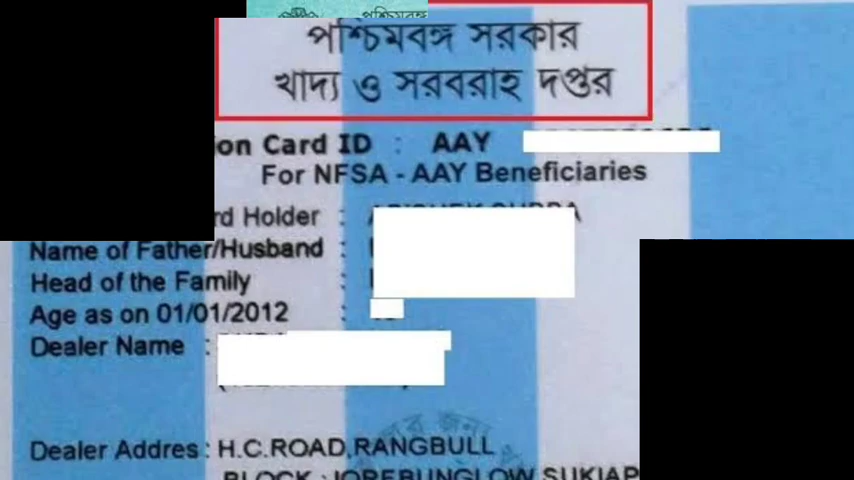 পশ্চিমবঙ্গ সরকার
খাদ্য ও সরবরাহ দপ্তর
on Card ID : AAY
For NFSA - AAY Beneficiaries
rd Holder :
Name of Father/Husband :
Head of the Family :
Age as on 01/01/2012 :
Dealer Name :
Dealer Addres : H.C.ROAD,RANGBULL
BLOCK : JOREBUNGLOW SUKIAP